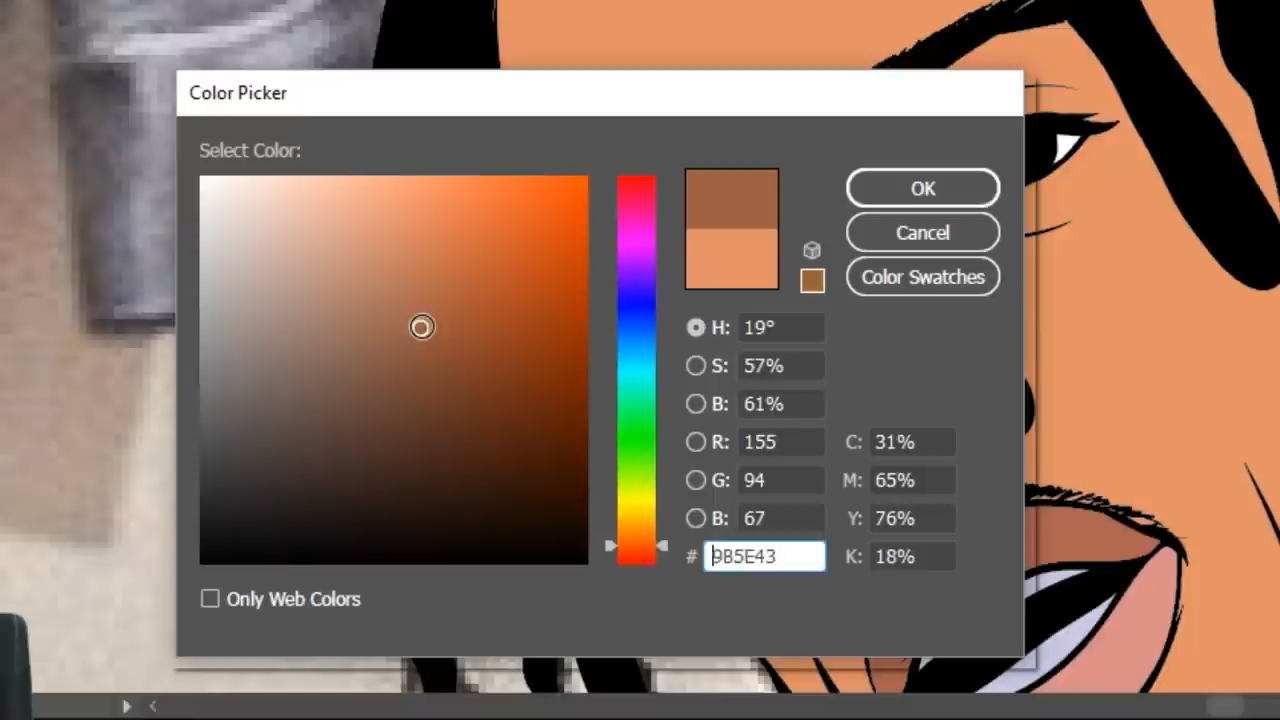 Color Picker
Select Color:
OK
Cancel
Color Swatches
H: 19°
S: 57%
B: 61%
R: 155 C: 31%
G: 94 M: 65%
B: 67 Y: 76%
# 9B5E43 K: 18%
Only Web Colors